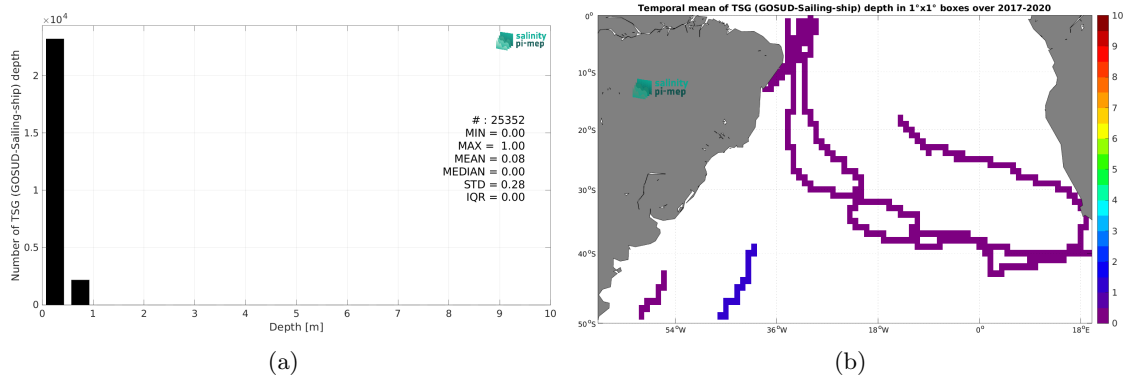 ×10⁴
2
1.5
1
0.5
0
Number of TSG (GOSUD-Sailing-ship) depth
0 1 2 3 4 5 6 7 8 9 10
Depth [m]
salinity
pi-mep
# : 25352
MIN = 0.00
MAX = 1.00
MEAN = 0.08
MEDIAN = 0.00
STD = 0.28
IQR = 0.00
(a)
Temporal mean of TSG (GOSUD-Sailing-ship) depth in 1°x1° boxes over 2017-2020
0°
10°S
20°S
30°S
40°S
50°S
54°W 36°W 18°W 0° 18°E
salinity
pi-mep
10
9
8
7
6
5
4
3
2
1
0
(b)